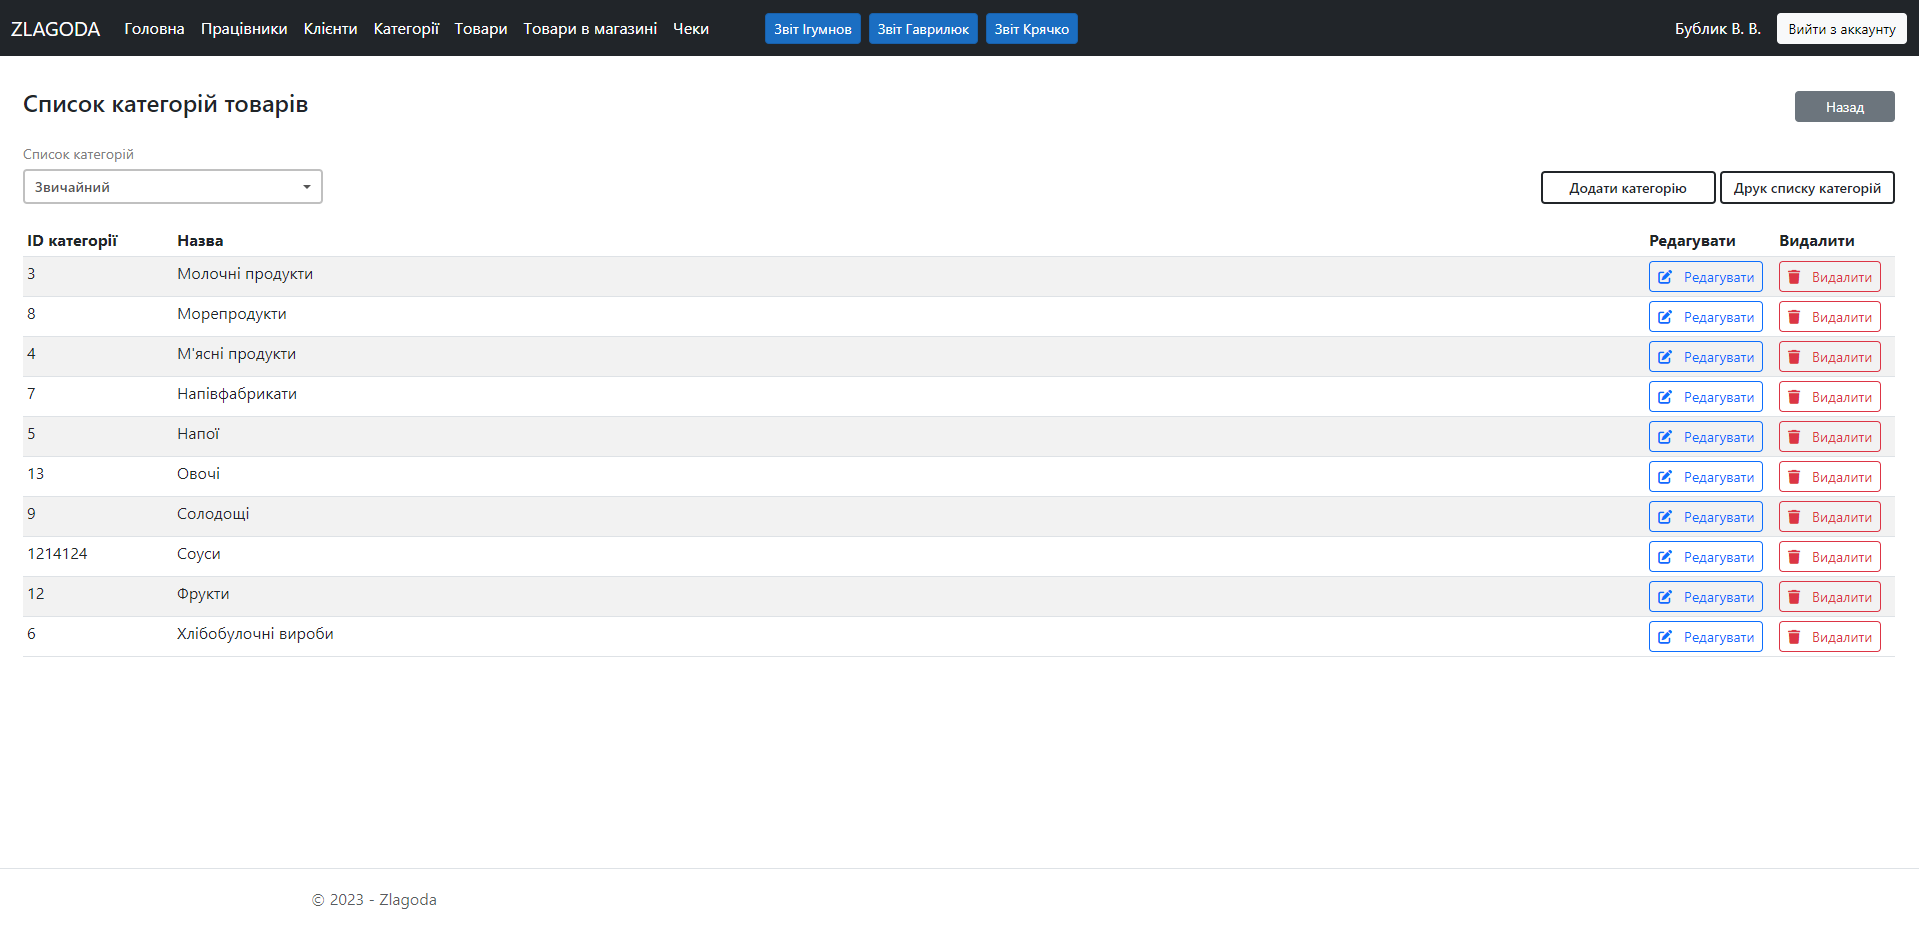 ZLAGODA Головна Працівники Клієнти Категорії Товари Товари в магазині Чеки Звіт Ігумнов Звіт Гаврилюк Звіт Крячко Бублик В. В. Вийти з аккаунту
Список категорій товарів Назад
Список категорій
Звичайний Додати категорію Друк списку категорій
ID категорії Назва Редагувати Видалити
3 Молочні продукти Редагувати Видалити
8 Морепродукти Редагувати Видалити
4 М'ясні продукти Редагувати Видалити
7 Напівфабрикати Редагувати Видалити
5 Напої Редагувати Видалити
13 Овочі Редагувати Видалити
9 Солодощі Редагувати Видалити
1214124 Соуси Редагувати Видалити
12 Фрукти Редагувати Видалити
6 Хлібобулочні вироби Редагувати Видалити
© 2023 - Zlagoda